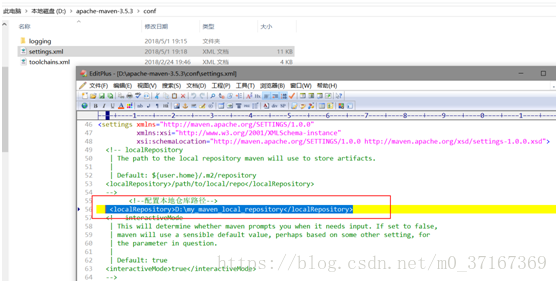 此电脑 › 本地磁盘 (D:) › apache-maven-3.5.3 › conf
名称 修改日期 类型 大小
logging 2018/5/1 19:15 文件夹
settings.xml 2018/5/1 19:18 XML 文档 11 KB
toolchains.xml 2018/2/24 19:46 XML 文档 4 KB
EditPlus - [D:\apache-maven-3.5.3\conf\settings.xml]
文件(F) 编辑(E) 视图(V) 搜索(S) 文档(D) 工程(P) 工具(T) 浏览器(B) 窗口(W) 帮助(H)
46 <settings xmlns="http://maven.apache.org/SETTINGS/1.0.0"
47 xmlns:xsi="http://www.w3.org/2001/XMLSchema-instance"
48 xsi:schemaLocation="http://maven.apache.org/SETTINGS/1.0.0 http://maven.apache.org/xsd/settings-1.0.0.xsd">
49 <!-- localRepository
50 | The path to the local repository maven will use to store artifacts.
51 |
52 | Default: ${user.home}/.m2/repository
53 <localRepository>/path/to/local/repo</localRepository>
54 -->
55 <!--配置本地仓库路径-->
56 <localRepository>D:\my_maven_local_repository</localRepository>
57 <!-- interactiveMode
58 | This will determine whether maven prompts you when it needs input. If set to false,
59 | maven will use a sensible default value, perhaps based on some other setting, for
60 | the parameter in question.
61 |
62 | Default: true
63 <interactiveMode>true</interactiveMode>
64 -->
https://blog.csdn.net/m0_37167369